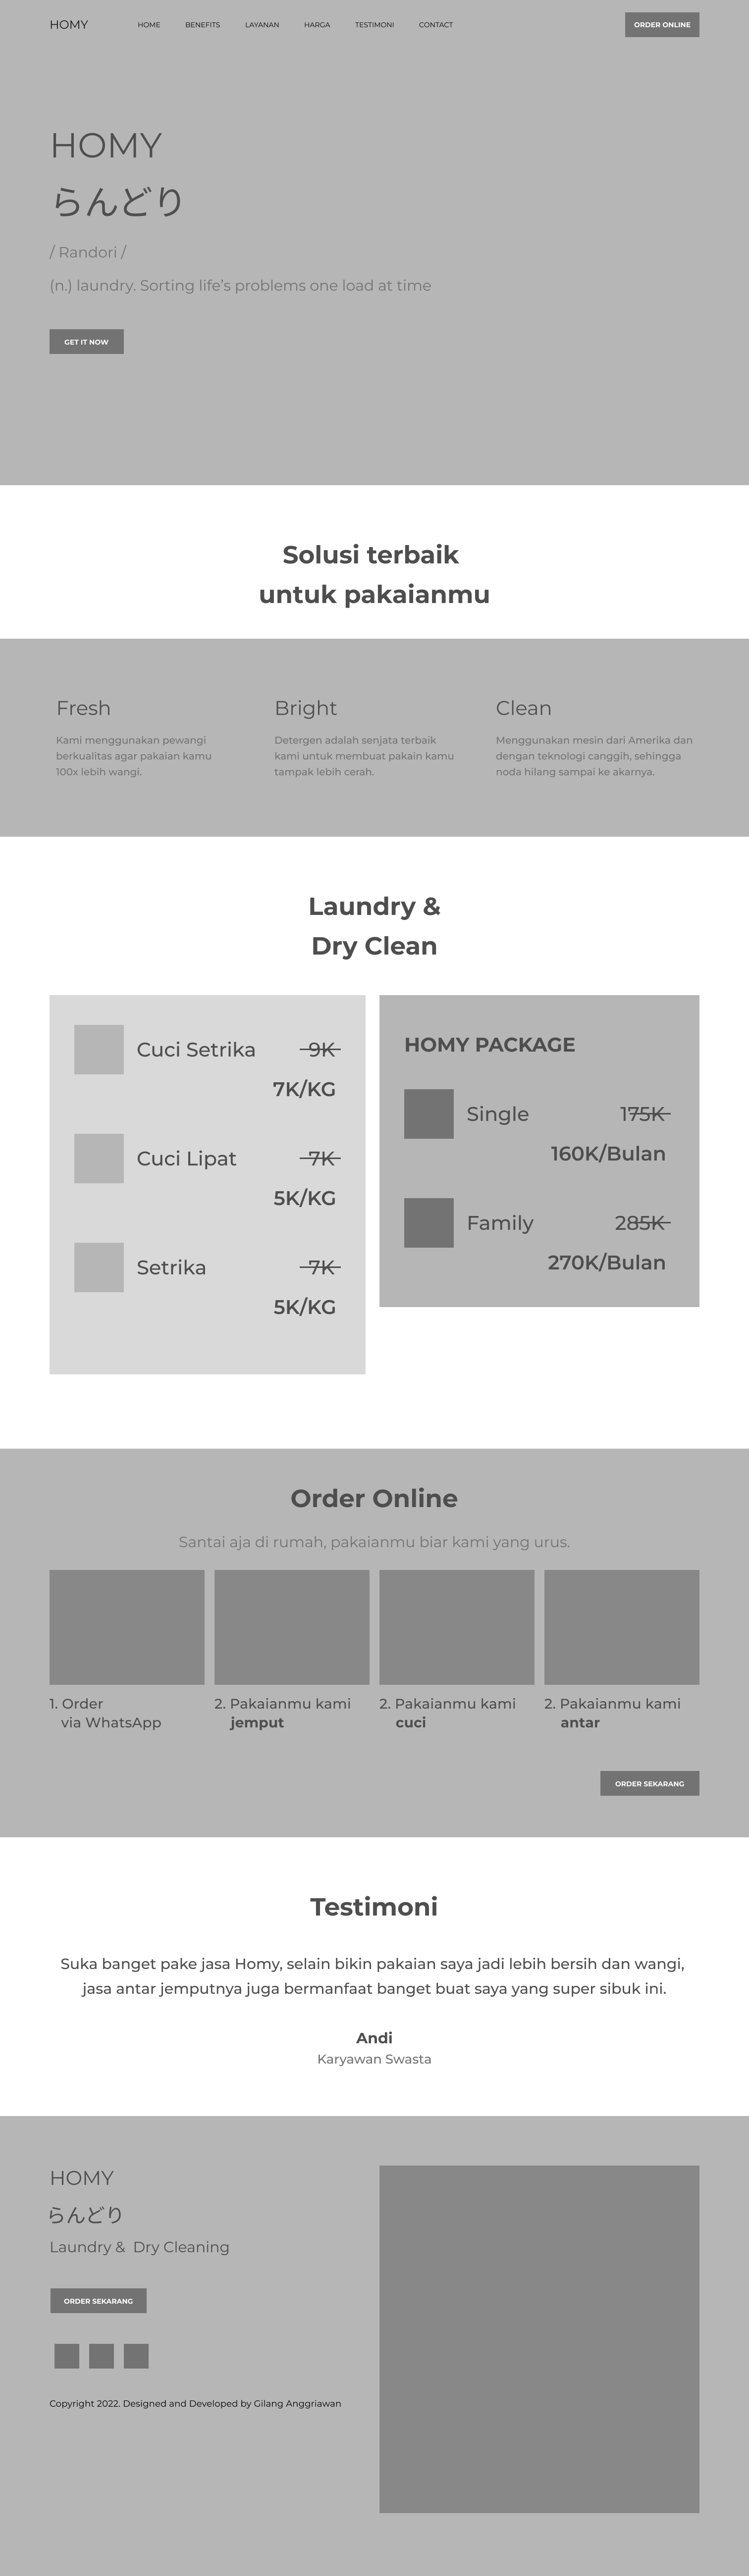 HOMY
HOME
BENEFITS
LAYANAN
HARGA
TESTIMONI
CONTACT
ORDER ONLINE
HOMY
らんどり
/ Randori /
(n.) laundry. Sorting life’s problems one load at time
GET IT NOW
Solusi terbaik
untuk pakaianmu
Fresh
Kami menggunakan pewangi
berkualitas agar pakaian kamu
100x lebih wangi.
Bright
Detergen adalah senjata terbaik
kami untuk membuat pakain kamu
tampak lebih cerah.
Clean
Menggunakan mesin dari Amerika dan
dengan teknologi canggih, sehingga
noda hilang sampai ke akarnya.
Laundry &
Dry Clean
Cuci Setrika
9K
7K/KG
Cuci Lipat
7K
5K/KG
Setrika
7K
5K/KG
HOMY PACKAGE
Single
175K
160K/Bulan
Family
285K
270K/Bulan
Order Online
Santai aja di rumah, pakaianmu biar kami yang urus.
1. Order
via WhatsApp
2. Pakaianmu kami
jemput
2. Pakaianmu kami
cuci
2. Pakaianmu kami
antar
ORDER SEKARANG
Testimoni
Suka banget pake jasa Homy, selain bikin pakaian saya jadi lebih bersih dan wangi,
jasa antar jemputnya juga bermanfaat banget buat saya yang super sibuk ini.
Andi
Karyawan Swasta
HOMY
らんどり
Laundry & Dry Cleaning
ORDER SEKARANG
Copyright 2022. Designed and Developed by Gilang Anggriawan